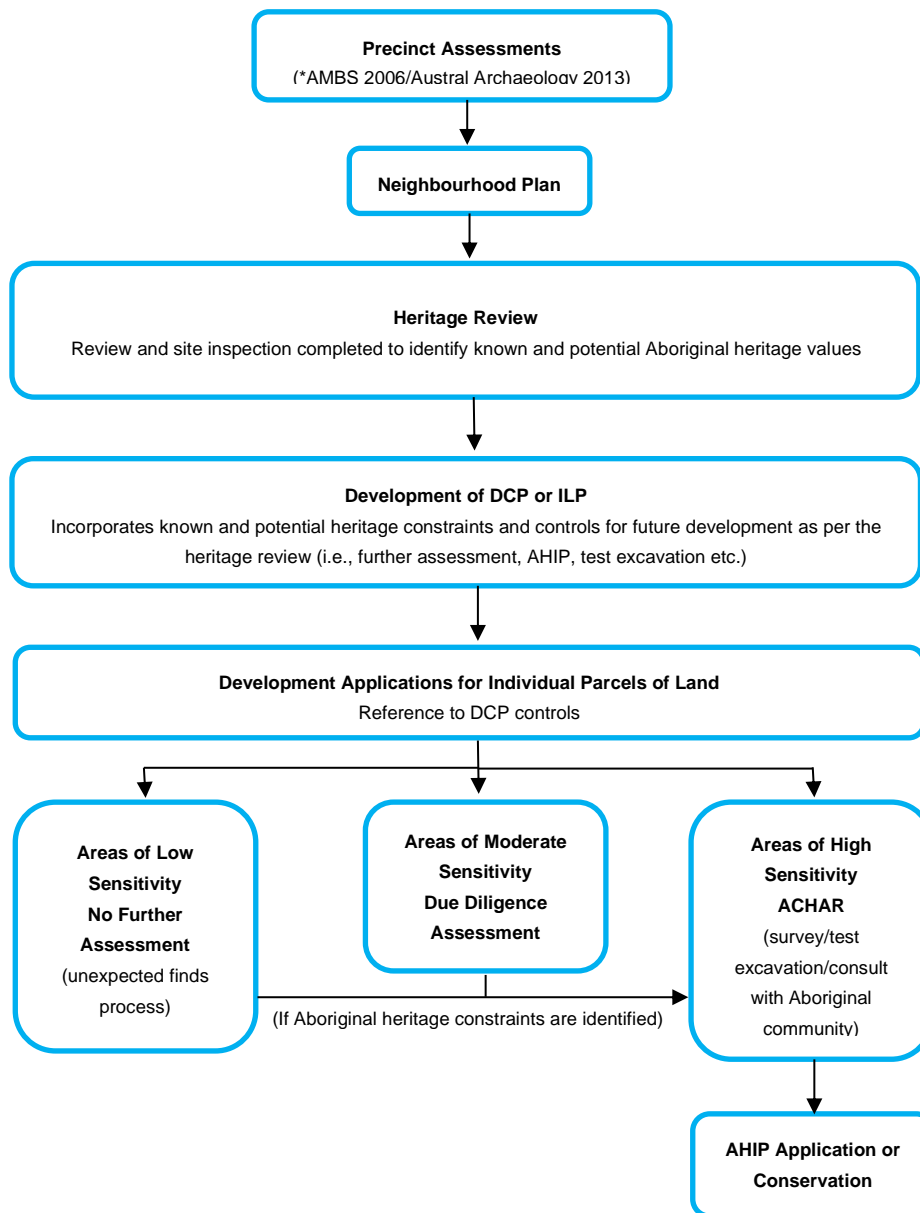 Precinct Assessments
(*AMBS 2006/Austral Archaeology 2013)
Neighbourhood Plan
Heritage Review
Review and site inspection completed to identify known and potential Aboriginal heritage values
Development of DCP or ILP
Incorporates known and potential heritage constraints and controls for future development as per the
heritage review (i.e., further assessment, AHIP, test excavation etc.)
Development Applications for Individual Parcels of Land
Reference to DCP controls
Areas of Low
Sensitivity
No Further
Assessment
(unexpected finds
process)
Areas of Moderate
Sensitivity
Due Diligence
Assessment
(If Aboriginal heritage constraints are identified)
Areas of High
Sensitivity
ACHAR
(survey/test
excavation/consult
with Aboriginal
community)
AHIP Application or
Conservation